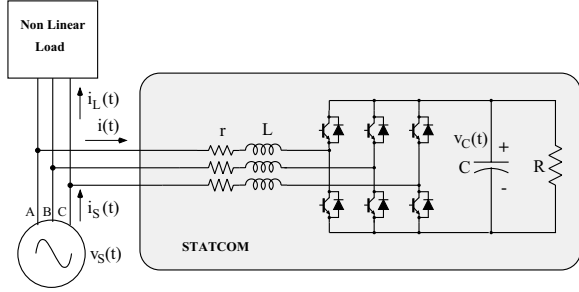 Non Linear
Load
i_L(t)
i(t)
r
L
v_C(t)
+
C
-
R
A
B
C
i_S(t)
v_S(t)
STATCOM